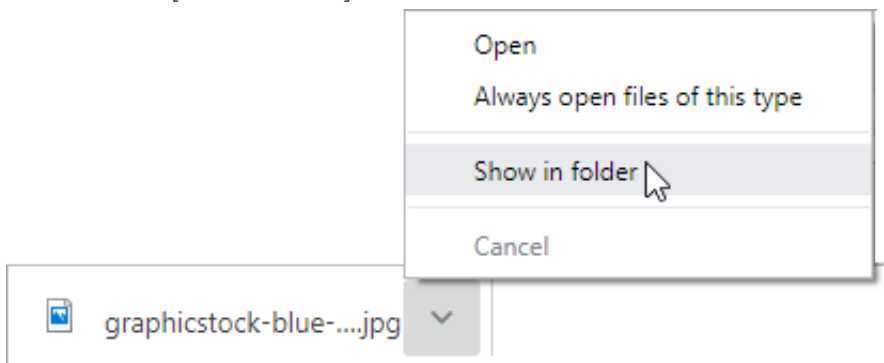 Open
Always open files of this type
Show in folder
Cancel
graphicstock-blue-....jpg